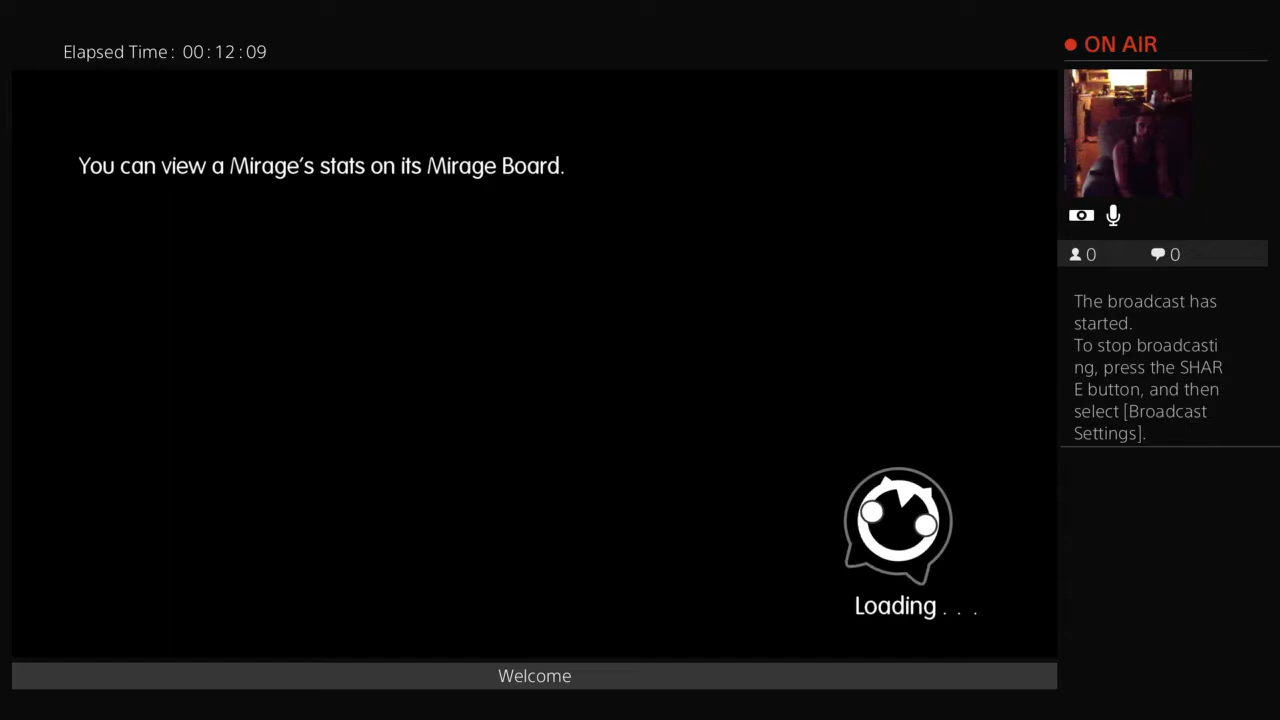 Elapsed Time: 00:12:09
ON AIR
You can view a Mirage's stats on its Mirage Board.
0 0
The broadcast has
started.
To stop broadcasti
ng, press the SHAR
E button, and then
select [Broadcast
Settings].
Loading . . .
Welcome